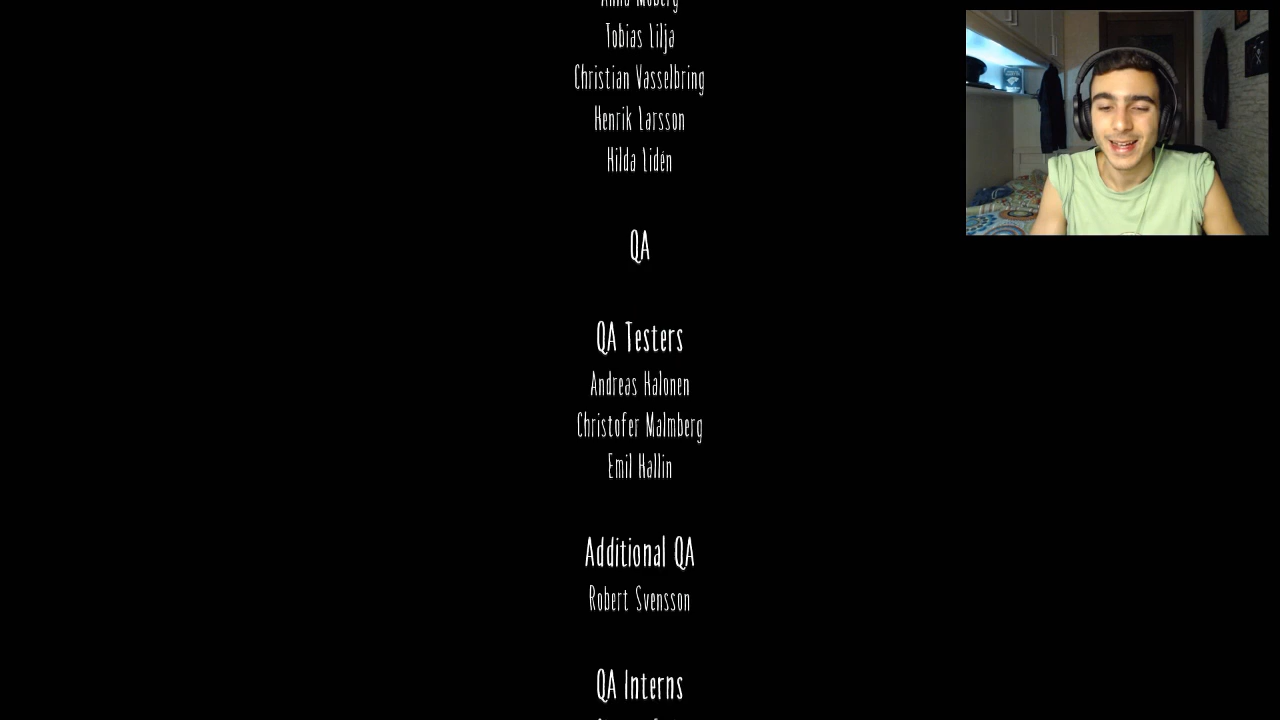 Tobias Lilja
Christian Vasselbring
Henrik Larsson
Hilda Lidén
QA
QA Testers
Andreas Halonen
Christofer Malmberg
Emil Hallin
Additional QA
Robert Svensson
QA Interns